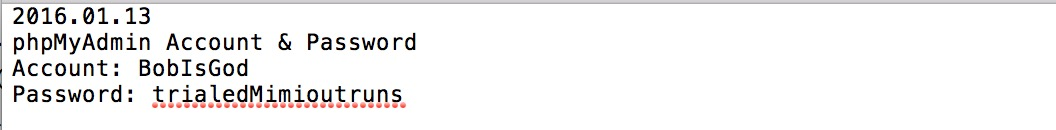 2016.01.13
phpMyAdmin Account & Password
Account: BobIsGod
Password: trialedMimioutruns